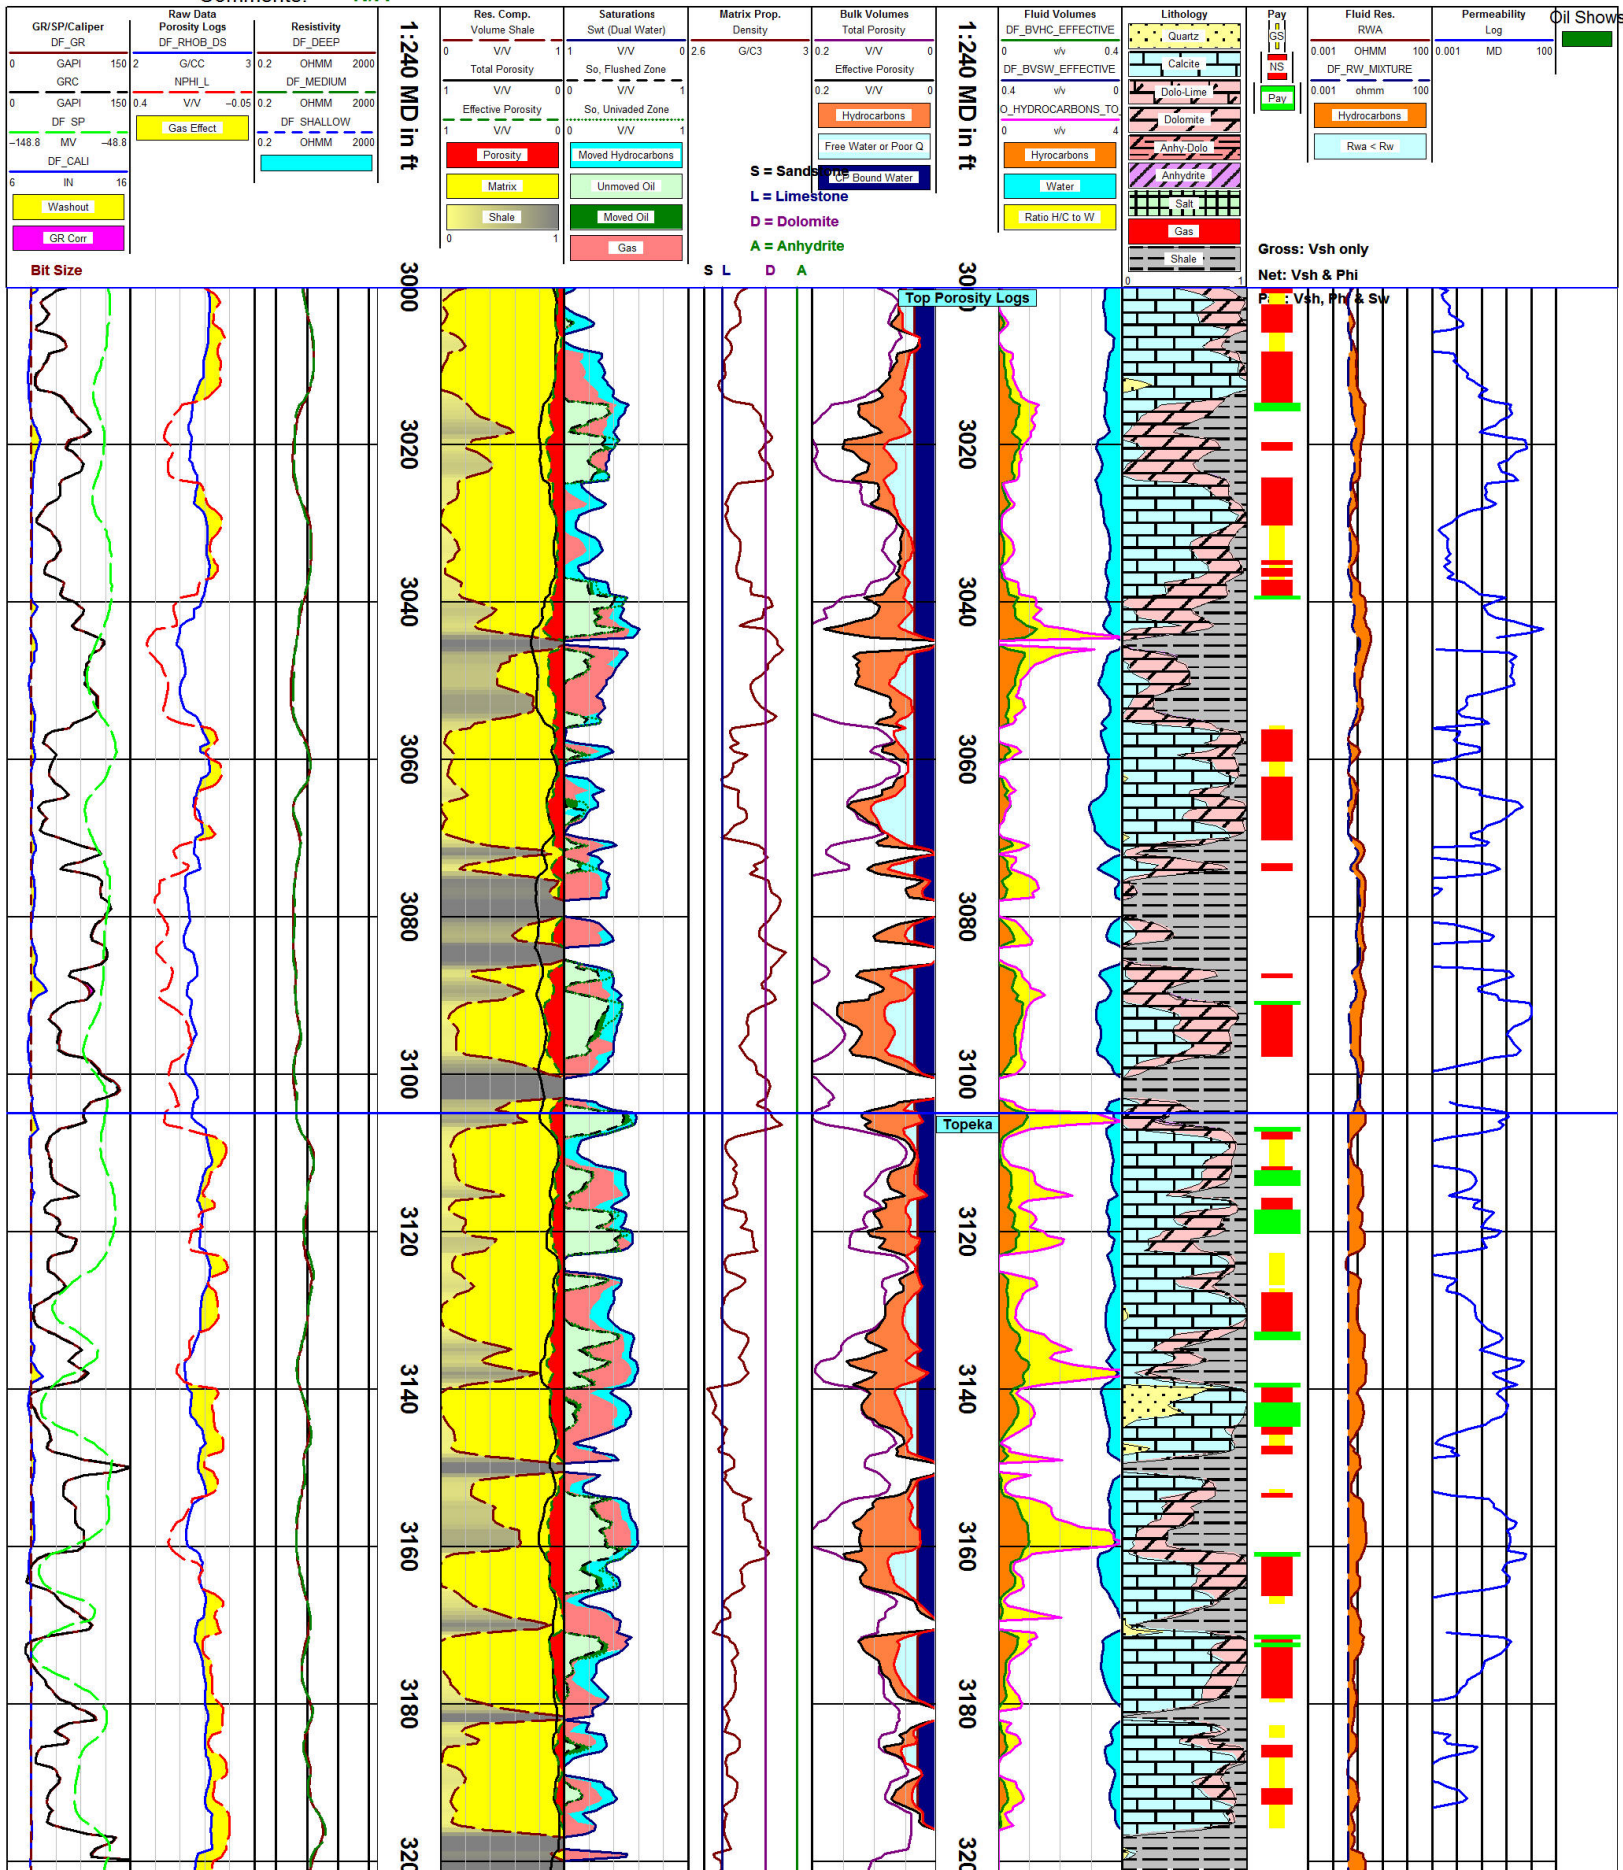 GR/SP/Caliper
DF_GR
0 GAPI 150
GRC
0 GAPI 150
DF_SP
−148.8 MV −48.8
DF_CALI
6 IN 16
Washout
GR Corr
Bit Size
Raw Data
Porosity Logs
DF_RHOB_DS
2 G/CC 3
NPHI_L
0.4 V/V −0.05
Gas Effect
Resistivity
DF_DEEP
0.2 OHMM 2000
DF_MEDIUM
0.2 OHMM 2000
DF_SHALLOW
0.2 OHMM 2000
1:240 MD in ft
Res. Comp.
Volume Shale
0 V/V 1
Total Porosity
1 V/V 0
Effective Porosity
1 V/V 0
Porosity
Matrix
Shale
0 1
Saturations
Swt (Dual Water)
1 V/V 0
So, Flushed Zone
0 V/V 1
So, Univaded Zone
0 V/V 1
Moved Hydrocarbons
Unmoved Oil
Moved Oil
Gas
Matrix Prop.
Density
2.6 G/C3 3
S = Sandstone
L = Limestone
D = Dolomite
A = Anhydrite
S L D A
Bulk Volumes
Total Porosity
0.2 V/V 0
Effective Porosity
0.2 V/V 0
Hydrocarbons
Free Water or Poor Q
CP Bound Water
1:240 MD in ft
Fluid Volumes
DF_BVHC_EFFECTIVE
0 v/v 0.4
DF_BVSW_EFFECTIVE
0.4 v/v 0
O_HYDROCARBONS_TO_
0 v/v 4
Hyrocarbons
Water
Ratio H/C to W
Lithology
Quartz
Calcite
Dolo-Lime
Dolomite
Anhy-Dolo
Anhydrite
Salt
Gas
Shale
0 1
Pay
GS
NS
Pay
Gross: Vsh only
Net: Vsh & Phi
Fluid Res.
RWA
0.001 OHMM 100
DF_RW_MIXTURE
0.001 ohmm 100
Hydrocarbons
Rwa < Rw
Permeability
Log
0.001 MD 100
Oil Shows
3000
Top Porosity Logs
3020 3020
3040 3040
3060 3060
3080 3080
3100 3100
Topeka
3120 3120
3140 3140
3160 3160
3180 3180